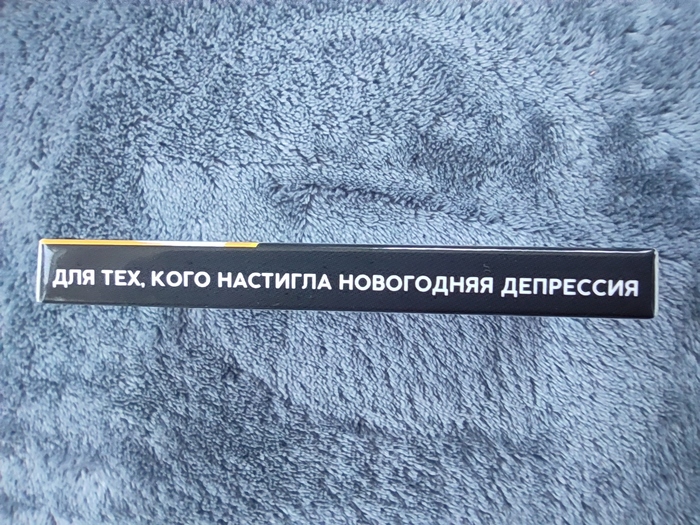 ДЛЯ ТЕХ, КОГО НАСТИГЛА НОВОГОДНЯЯ ДЕПРЕССИЯ